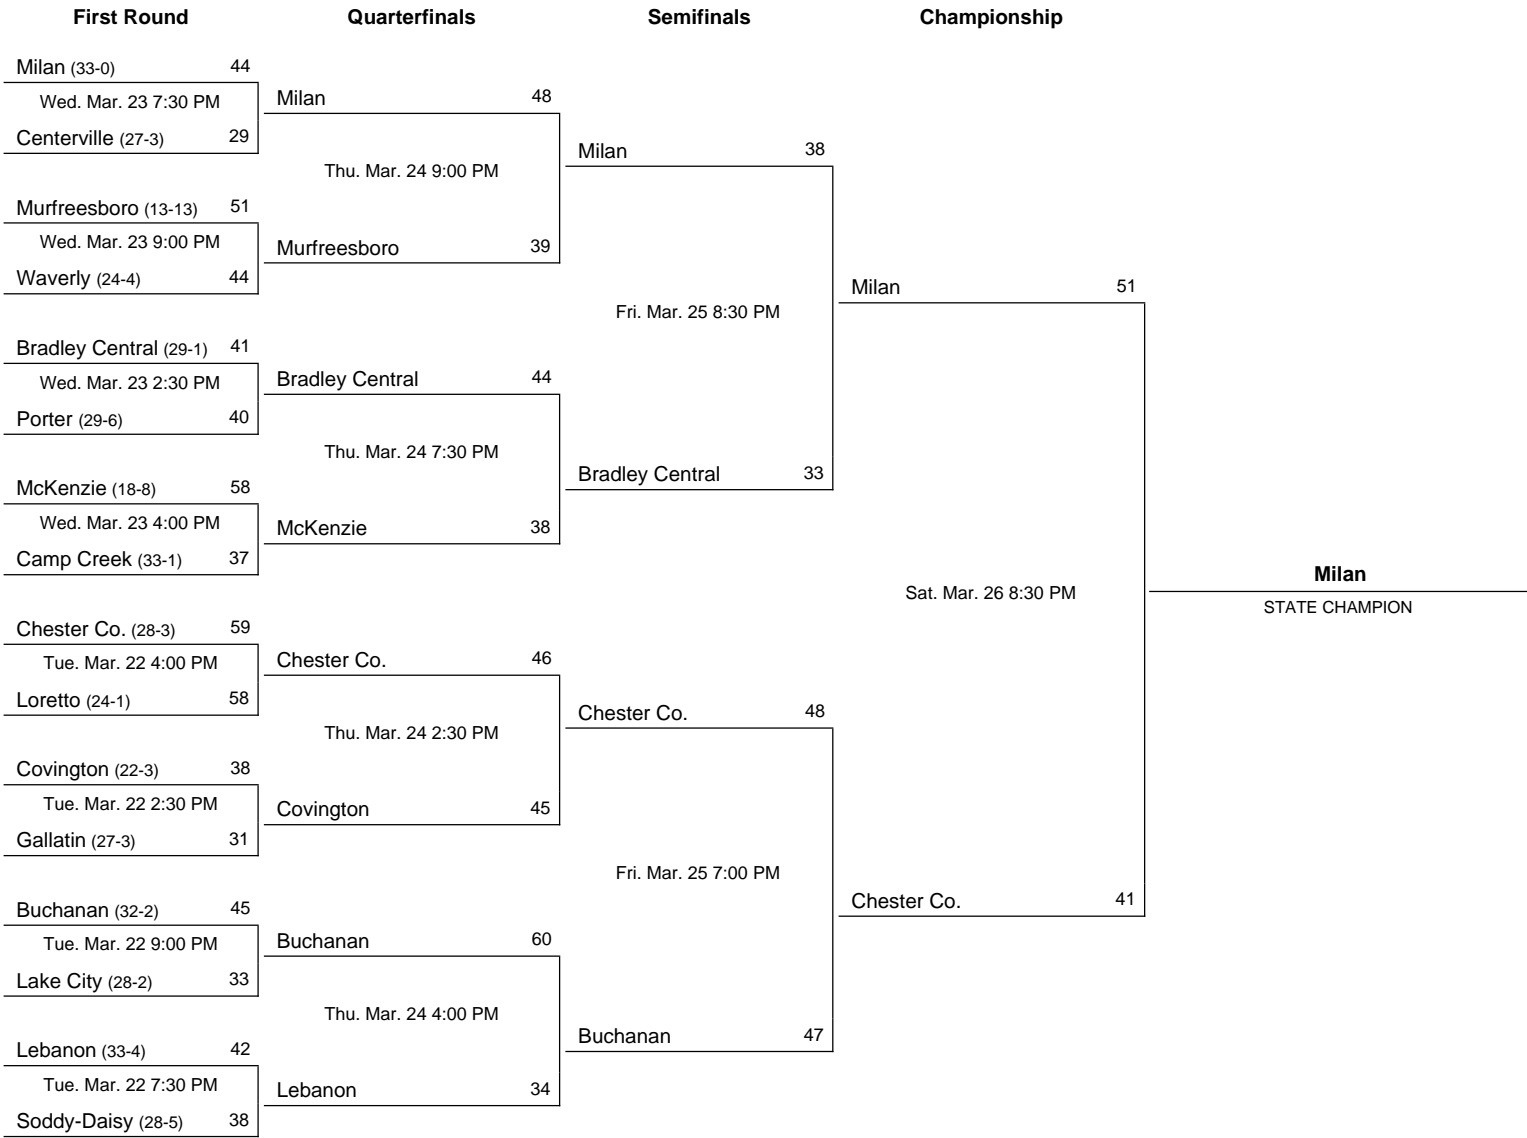 First Round Quarterfinals Semifinals Championship
Milan (33-0) 44
Wed. Mar. 23 7:30 PM
Centerville (27-3) 29
Murfreesboro (13-13) 51
Wed. Mar. 23 9:00 PM
Waverly (24-4) 44
Bradley Central (29-1) 41
Wed. Mar. 23 2:30 PM
Porter (29-6) 40
McKenzie (18-8) 58
Wed. Mar. 23 4:00 PM
Camp Creek (33-1) 37
Chester Co. (28-3) 59
Tue. Mar. 22 4:00 PM
Loretto (24-1) 58
Covington (22-3) 38
Tue. Mar. 22 2:30 PM
Gallatin (27-3) 31
Buchanan (32-2) 45
Tue. Mar. 22 9:00 PM
Lake City (28-2) 33
Lebanon (33-4) 42
Tue. Mar. 22 7:30 PM
Soddy-Daisy (28-5) 38
Milan 48
Thu. Mar. 24 9:00 PM
Murfreesboro 39
Bradley Central 44
Thu. Mar. 24 7:30 PM
McKenzie 38
Chester Co. 46
Thu. Mar. 24 2:30 PM
Covington 45
Buchanan 60
Thu. Mar. 24 4:00 PM
Lebanon 34
Milan 38
Fri. Mar. 25 8:30 PM
Bradley Central 33
Chester Co. 48
Fri. Mar. 25 7:00 PM
Buchanan 47
Milan 51
Sat. Mar. 26 8:30 PM
Chester Co. 41
Milan
STATE CHAMPION